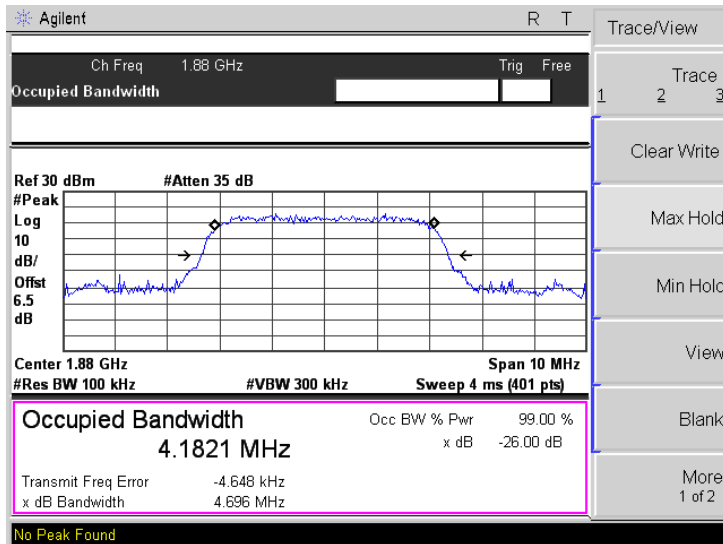 Agilent R T
Ch Freq 1.88 GHz Trig Free
Occupied Bandwidth
Ref 30 dBm #Atten 35 dB
#Peak
Log
10
dB/
Offst
6.5
dB
Center 1.88 GHz Span 10 MHz
#Res BW 100 kHz #VBW 300 kHz Sweep 4 ms (401 pts)
Occupied Bandwidth Occ BW % Pwr 99.00 %
4.1821 MHz x dB -26.00 dB
Transmit Freq Error -4.648 kHz
x dB Bandwidth 4.696 MHz
No Peak Found
Trace/View
Trace
1 2 3
Clear Write
Max Hold
Min Hold
View
Blank
More
1 of 2